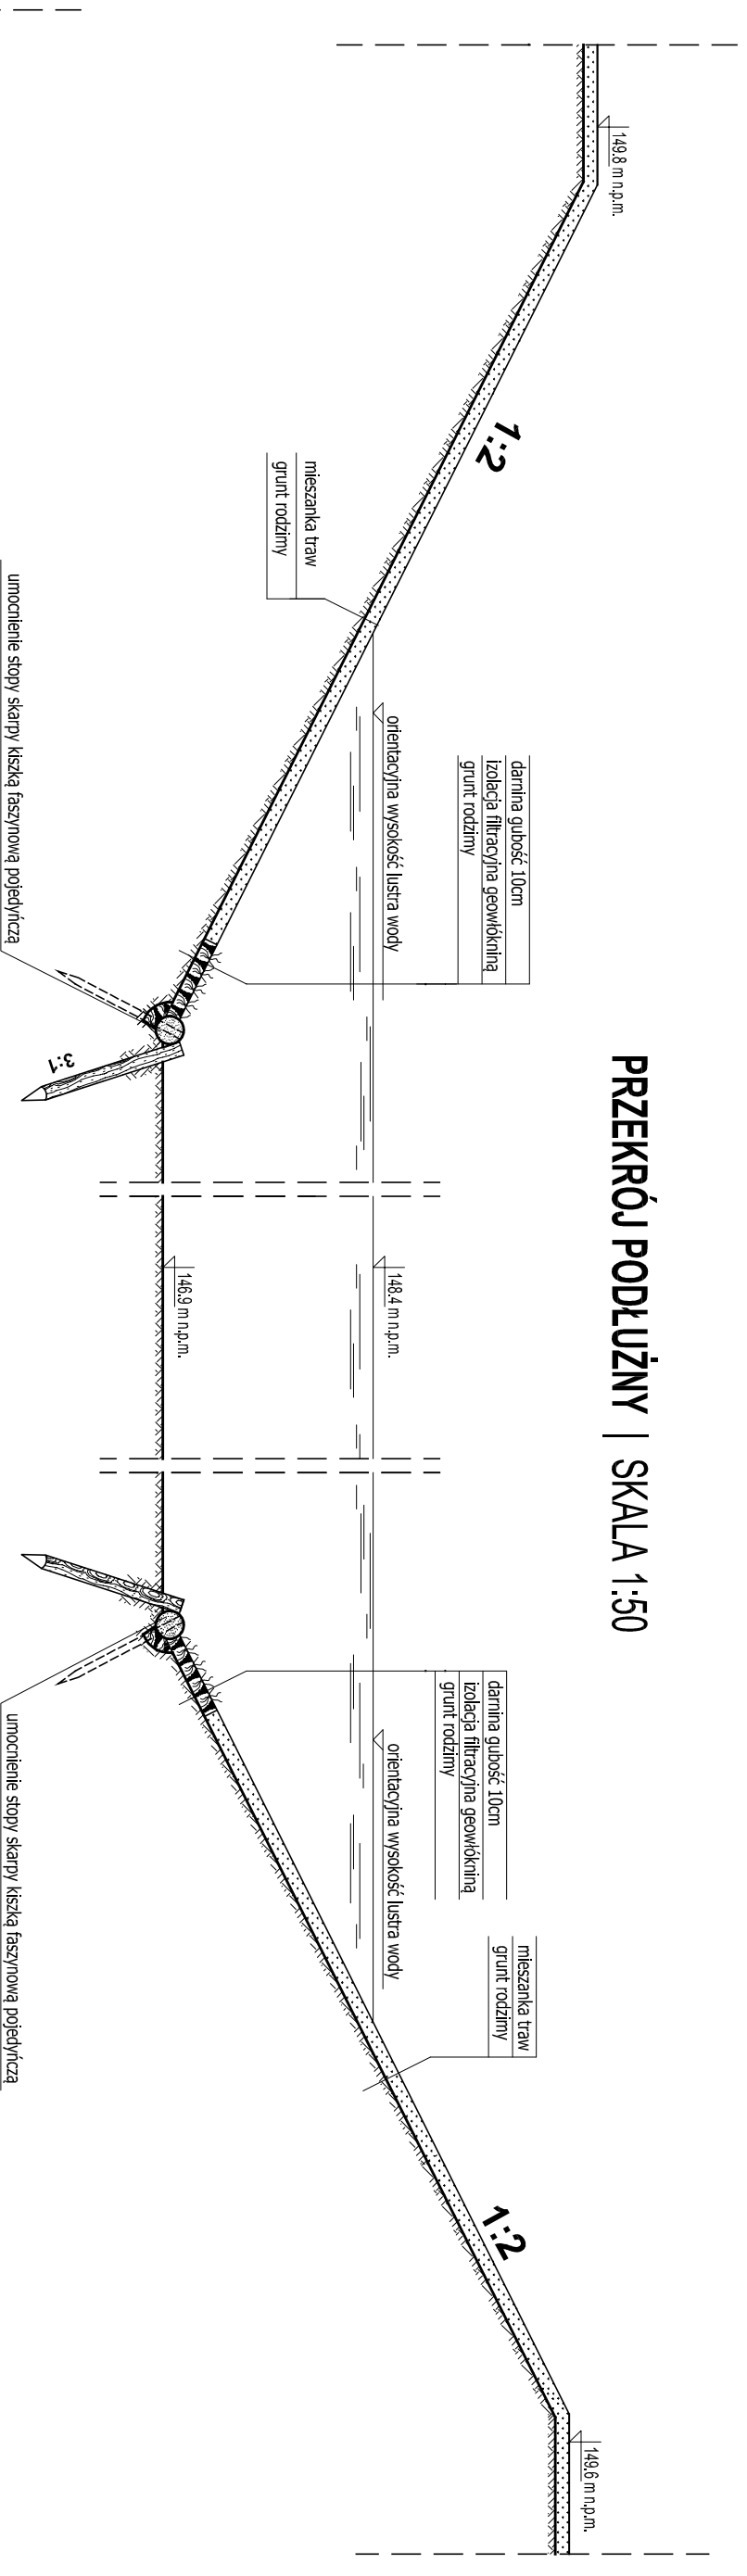 PRZEKRÓJ PODŁUŻNY | SKALA 1:50
149.8 m n.p.m.
1:2
mieszanka traw
grunt rodzimy
darnina gubość 10cm
izolacja filtracyjna geowłókniną
grunt rodzimy
orientacyjna wysokość lustra wody
umocnienie stopy skarpy kiszką faszynową pojedyńczą
3:1
148.4 m n.p.m.
146.9 m n.p.m.
darnina gubość 10cm
izolacja filtracyjna geowłókniną
grunt rodzimy
orientacyjna wysokość lustra wody
umocnienie stopy skarpy kiszką faszynową pojedyńczą
mieszanka traw
grunt rodzimy
1:2
149.6 m n.p.m.